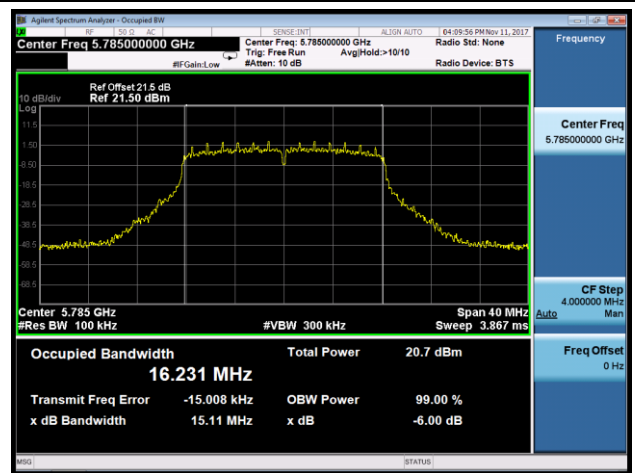 Agilent Spectrum Analyzer - Occupied BW
RF 50 Ω AC SENSE:INT ALIGN AUTO 04:09:56 PM Nov 11, 2017
Center Freq 5.785000000 GHz
Center Freq: 5.785000000 GHz
Radio Std: None
Trig: Free Run Avg|Hold:>10/10
#IFGain:Low #Atten: 10 dB Radio Device: BTS
Frequency
Ref Offset 21.5 dB
10 dB/div Ref 21.50 dBm
Log
11.5
1.50
-8.50
-18.5
-28.5
-38.5
-48.5
-58.5
-68.5
Center 5.785 GHz Span 40 MHz
#Res BW 100 kHz #VBW 300 kHz Sweep 3.867 ms
Occupied Bandwidth Total Power 20.7 dBm
16.231 MHz
Transmit Freq Error -15.008 kHz OBW Power 99.00 %
x dB Bandwidth 15.11 MHz x dB -6.00 dB
Center Freq
5.785000000 GHz
CF Step
4.000000 MHz
Auto Man
Freq Offset
0 Hz
MSG STATUS